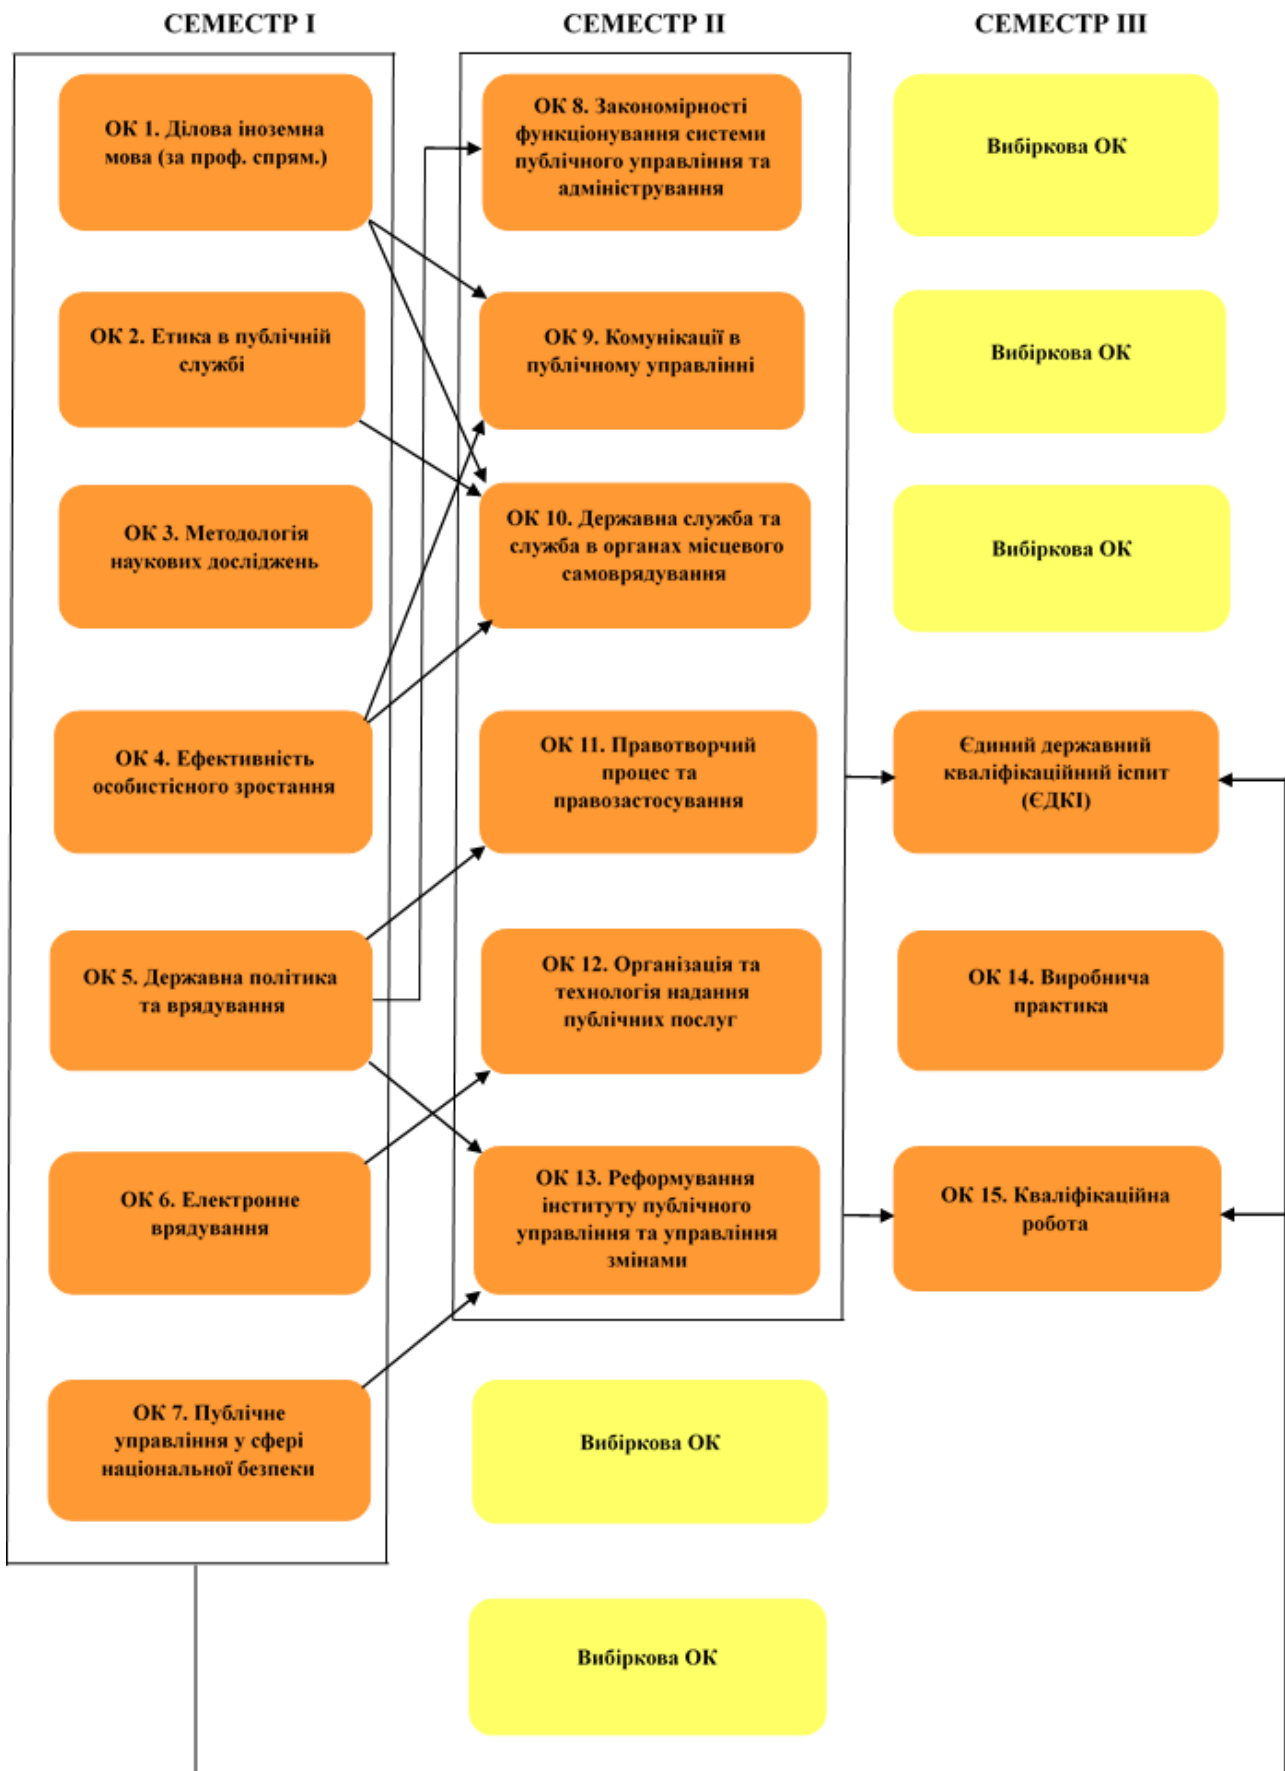 СЕМЕСТР І
СЕМЕСТР ІІ
СЕМЕСТР ІІІ
ОК 1. Ділова іноземна
мова (за проф. спрям.)
ОК 2. Етика в публічній
службі
ОК 3. Методологія
наукових досліджень
ОК 4. Ефективність
особистісного зростання
ОК 5. Державна політика
та врядування
ОК 6. Електронне
врядування
ОК 7. Публічне
управління у сфері
національної безпеки
ОК 8. Закономірності
функціонування системи
публічного управління та
адміністрування
ОК 9. Комунікації в
публічному управлінні
ОК 10. Державна служба та
служба в органах місцевого
самоврядування
ОК 11. Правотворчий
процес та
правозастосування
ОК 12. Організація та
технологія надання
публічних послуг
ОК 13. Реформування
інституту публічного
управління та управління
змінами
Вибіркова ОК
Вибіркова ОК
Вибіркова ОК
Вибіркова ОК
Вибіркова ОК
Єдиний державний
кваліфікаційний іспит
(ЄДКІ)
ОК 14. Виробнича
практика
ОК 15. Кваліфікаційна
робота